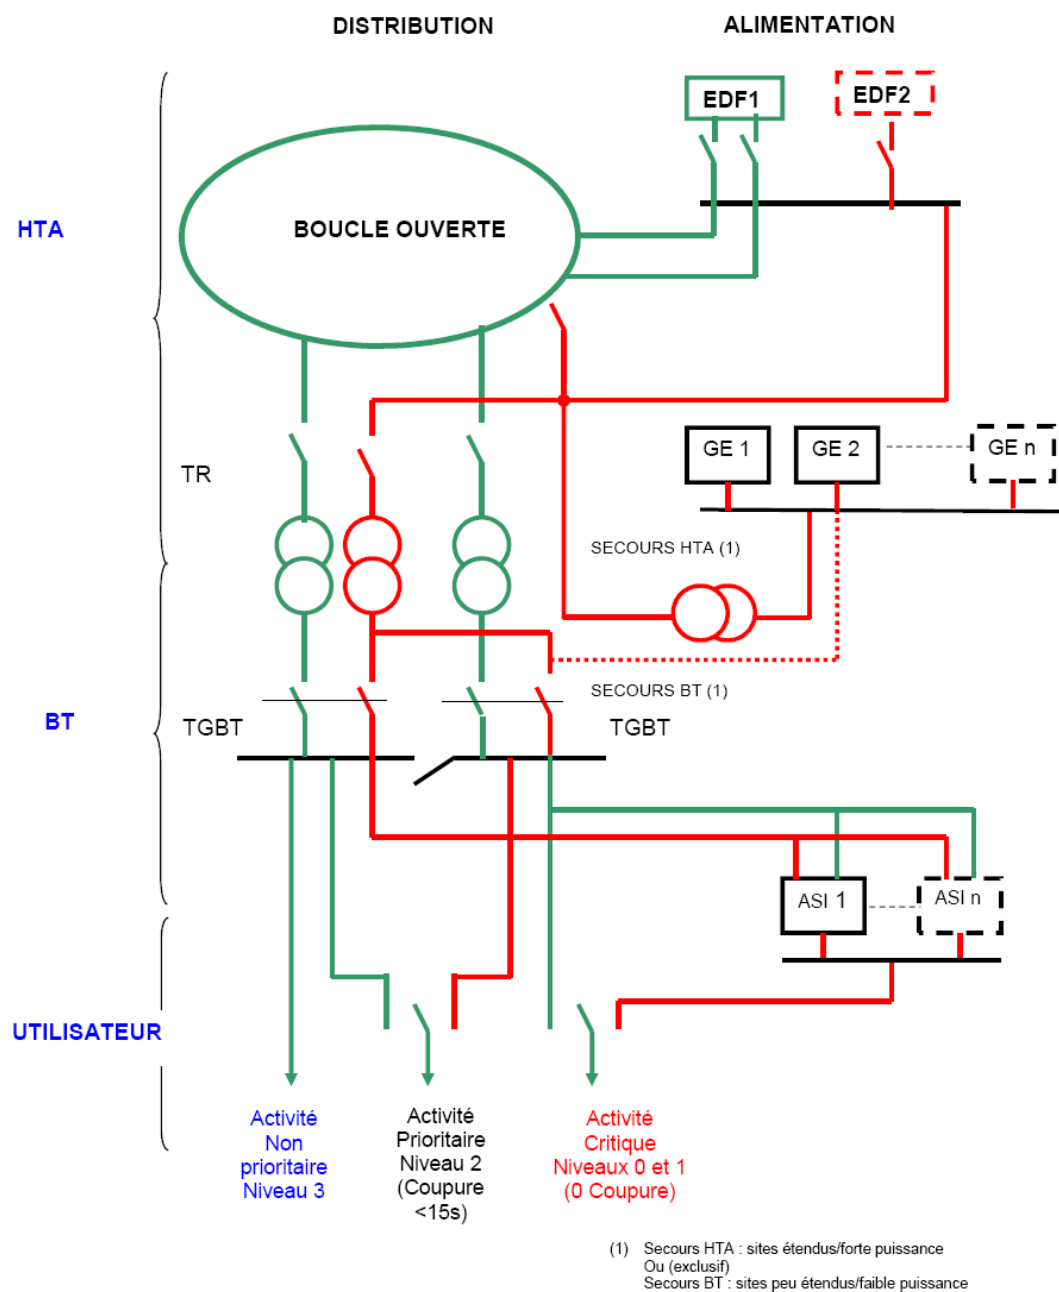 DISTRIBUTION
ALIMENTATION
EDF1
EDF2
HTA
BOUCLE OUVERTE
GE 1
GE 2
GE n
TR
SECOURS HTA (1)
SECOURS BT (1)
BT
TGBT
TGBT
ASI 1
ASI n
UTILISATEUR
Activité
Non
prioritaire
Niveau 3
Activité
Prioritaire
Niveau 2
(Coupure
<15s)
Activité
Critique
Niveaux 0 et 1
(0 Coupure)
(1) Secours HTA : sites étendus/forte puissance
Ou (exclusif)
Secours BT : sites peu étendus/faible puissance